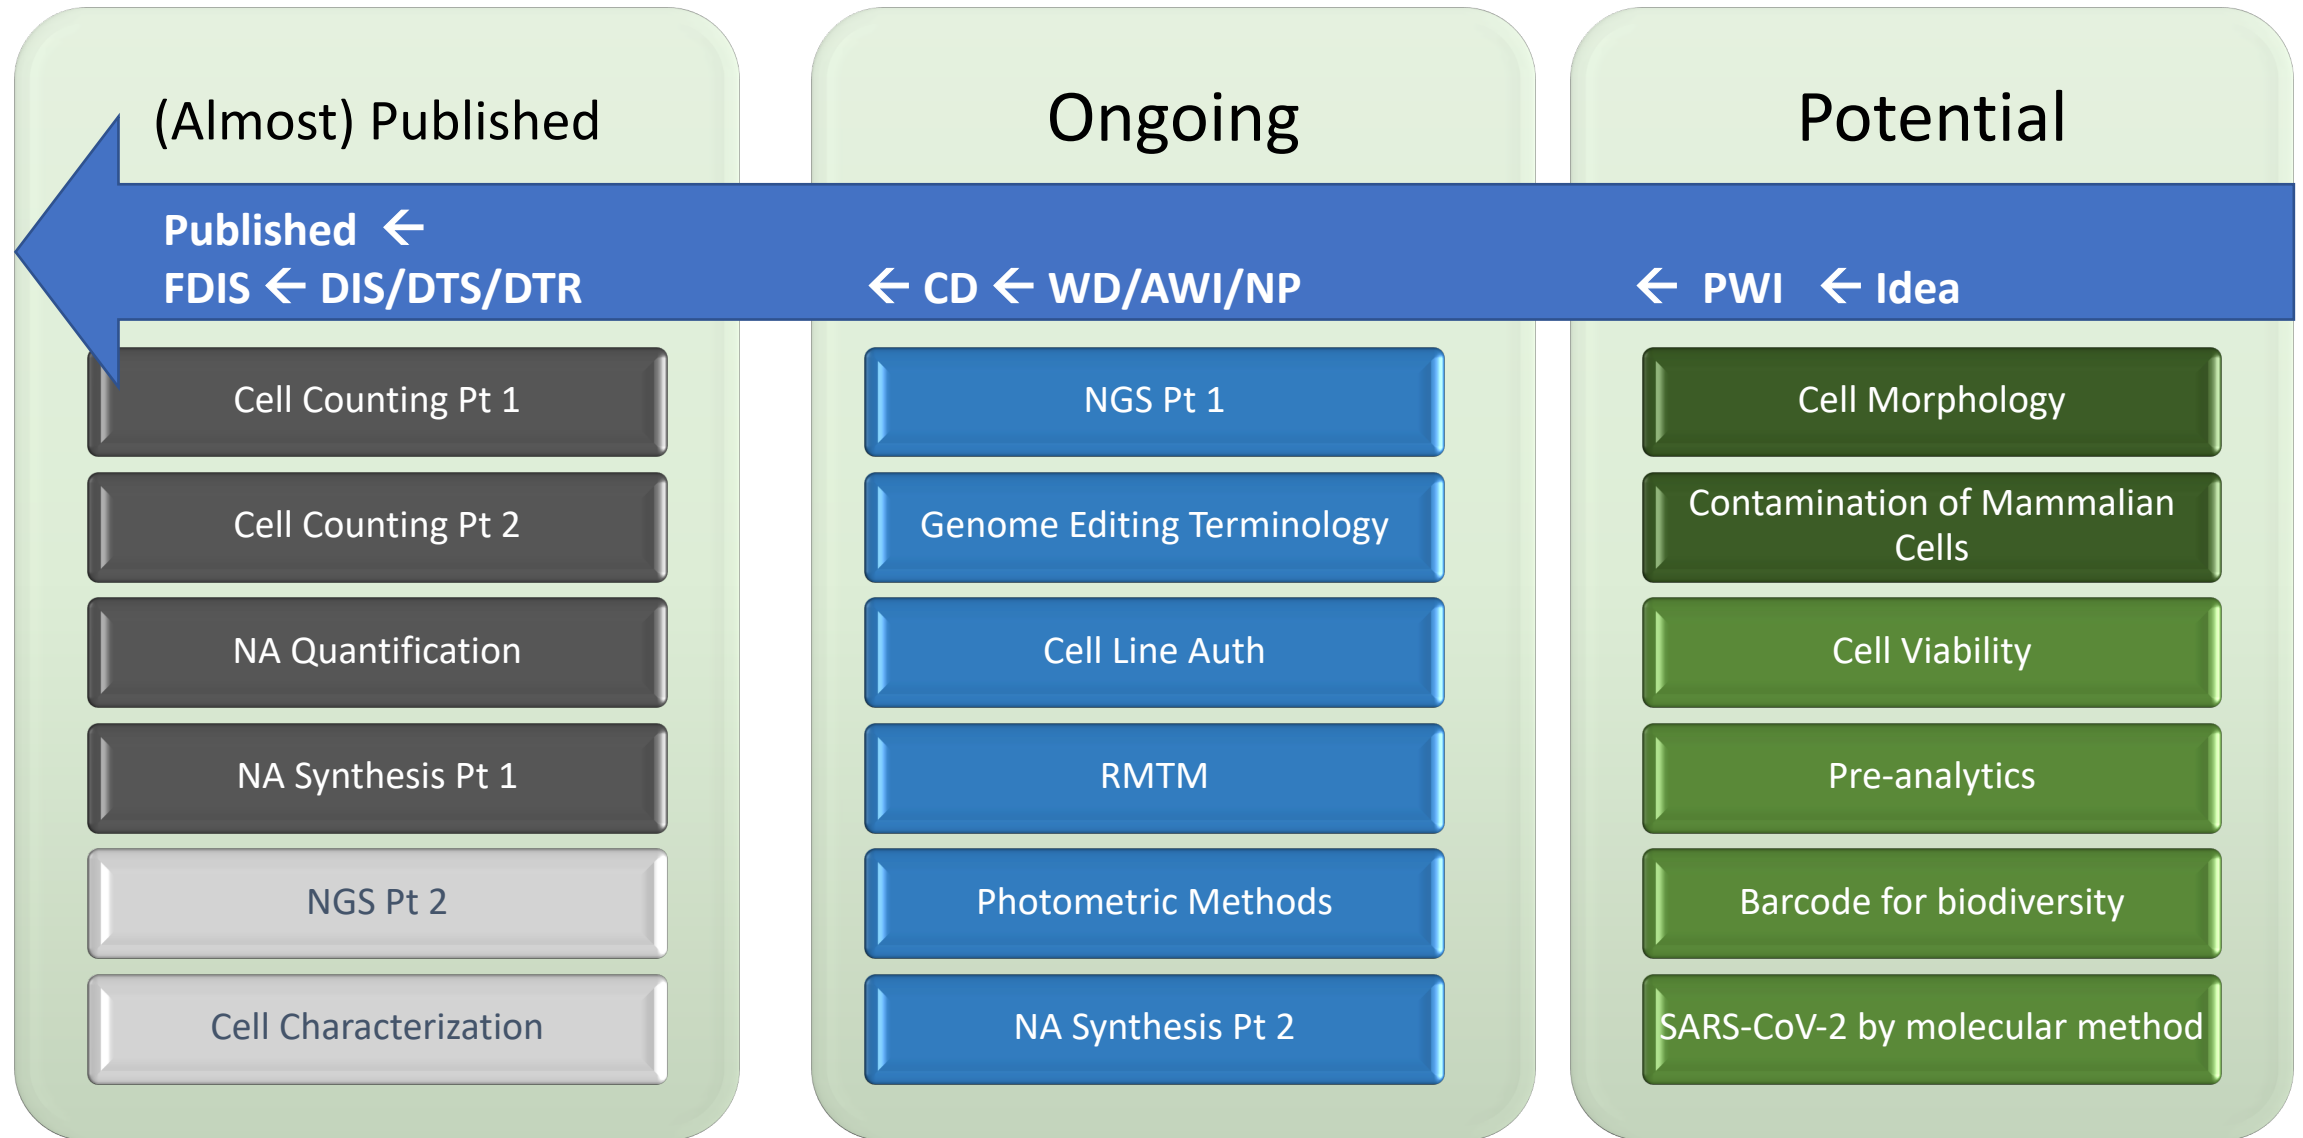 (Almost) Published
Ongoing
Potential
Published ←
FDIS ← DIS/DTS/DTR
← CD ← WD/AWI/NP
← PWI ← Idea
Cell Counting Pt 1
Cell Counting Pt 2
NA Quantification
NA Synthesis Pt 1
NGS Pt 2
Cell Characterization
NGS Pt 1
Genome Editing Terminology
Cell Line Auth
RMTM
Photometric Methods
NA Synthesis Pt 2
Cell Morphology
Contamination of Mammalian
Cells
Cell Viability
Pre-analytics
Barcode for biodiversity
SARS-CoV-2 by molecular method